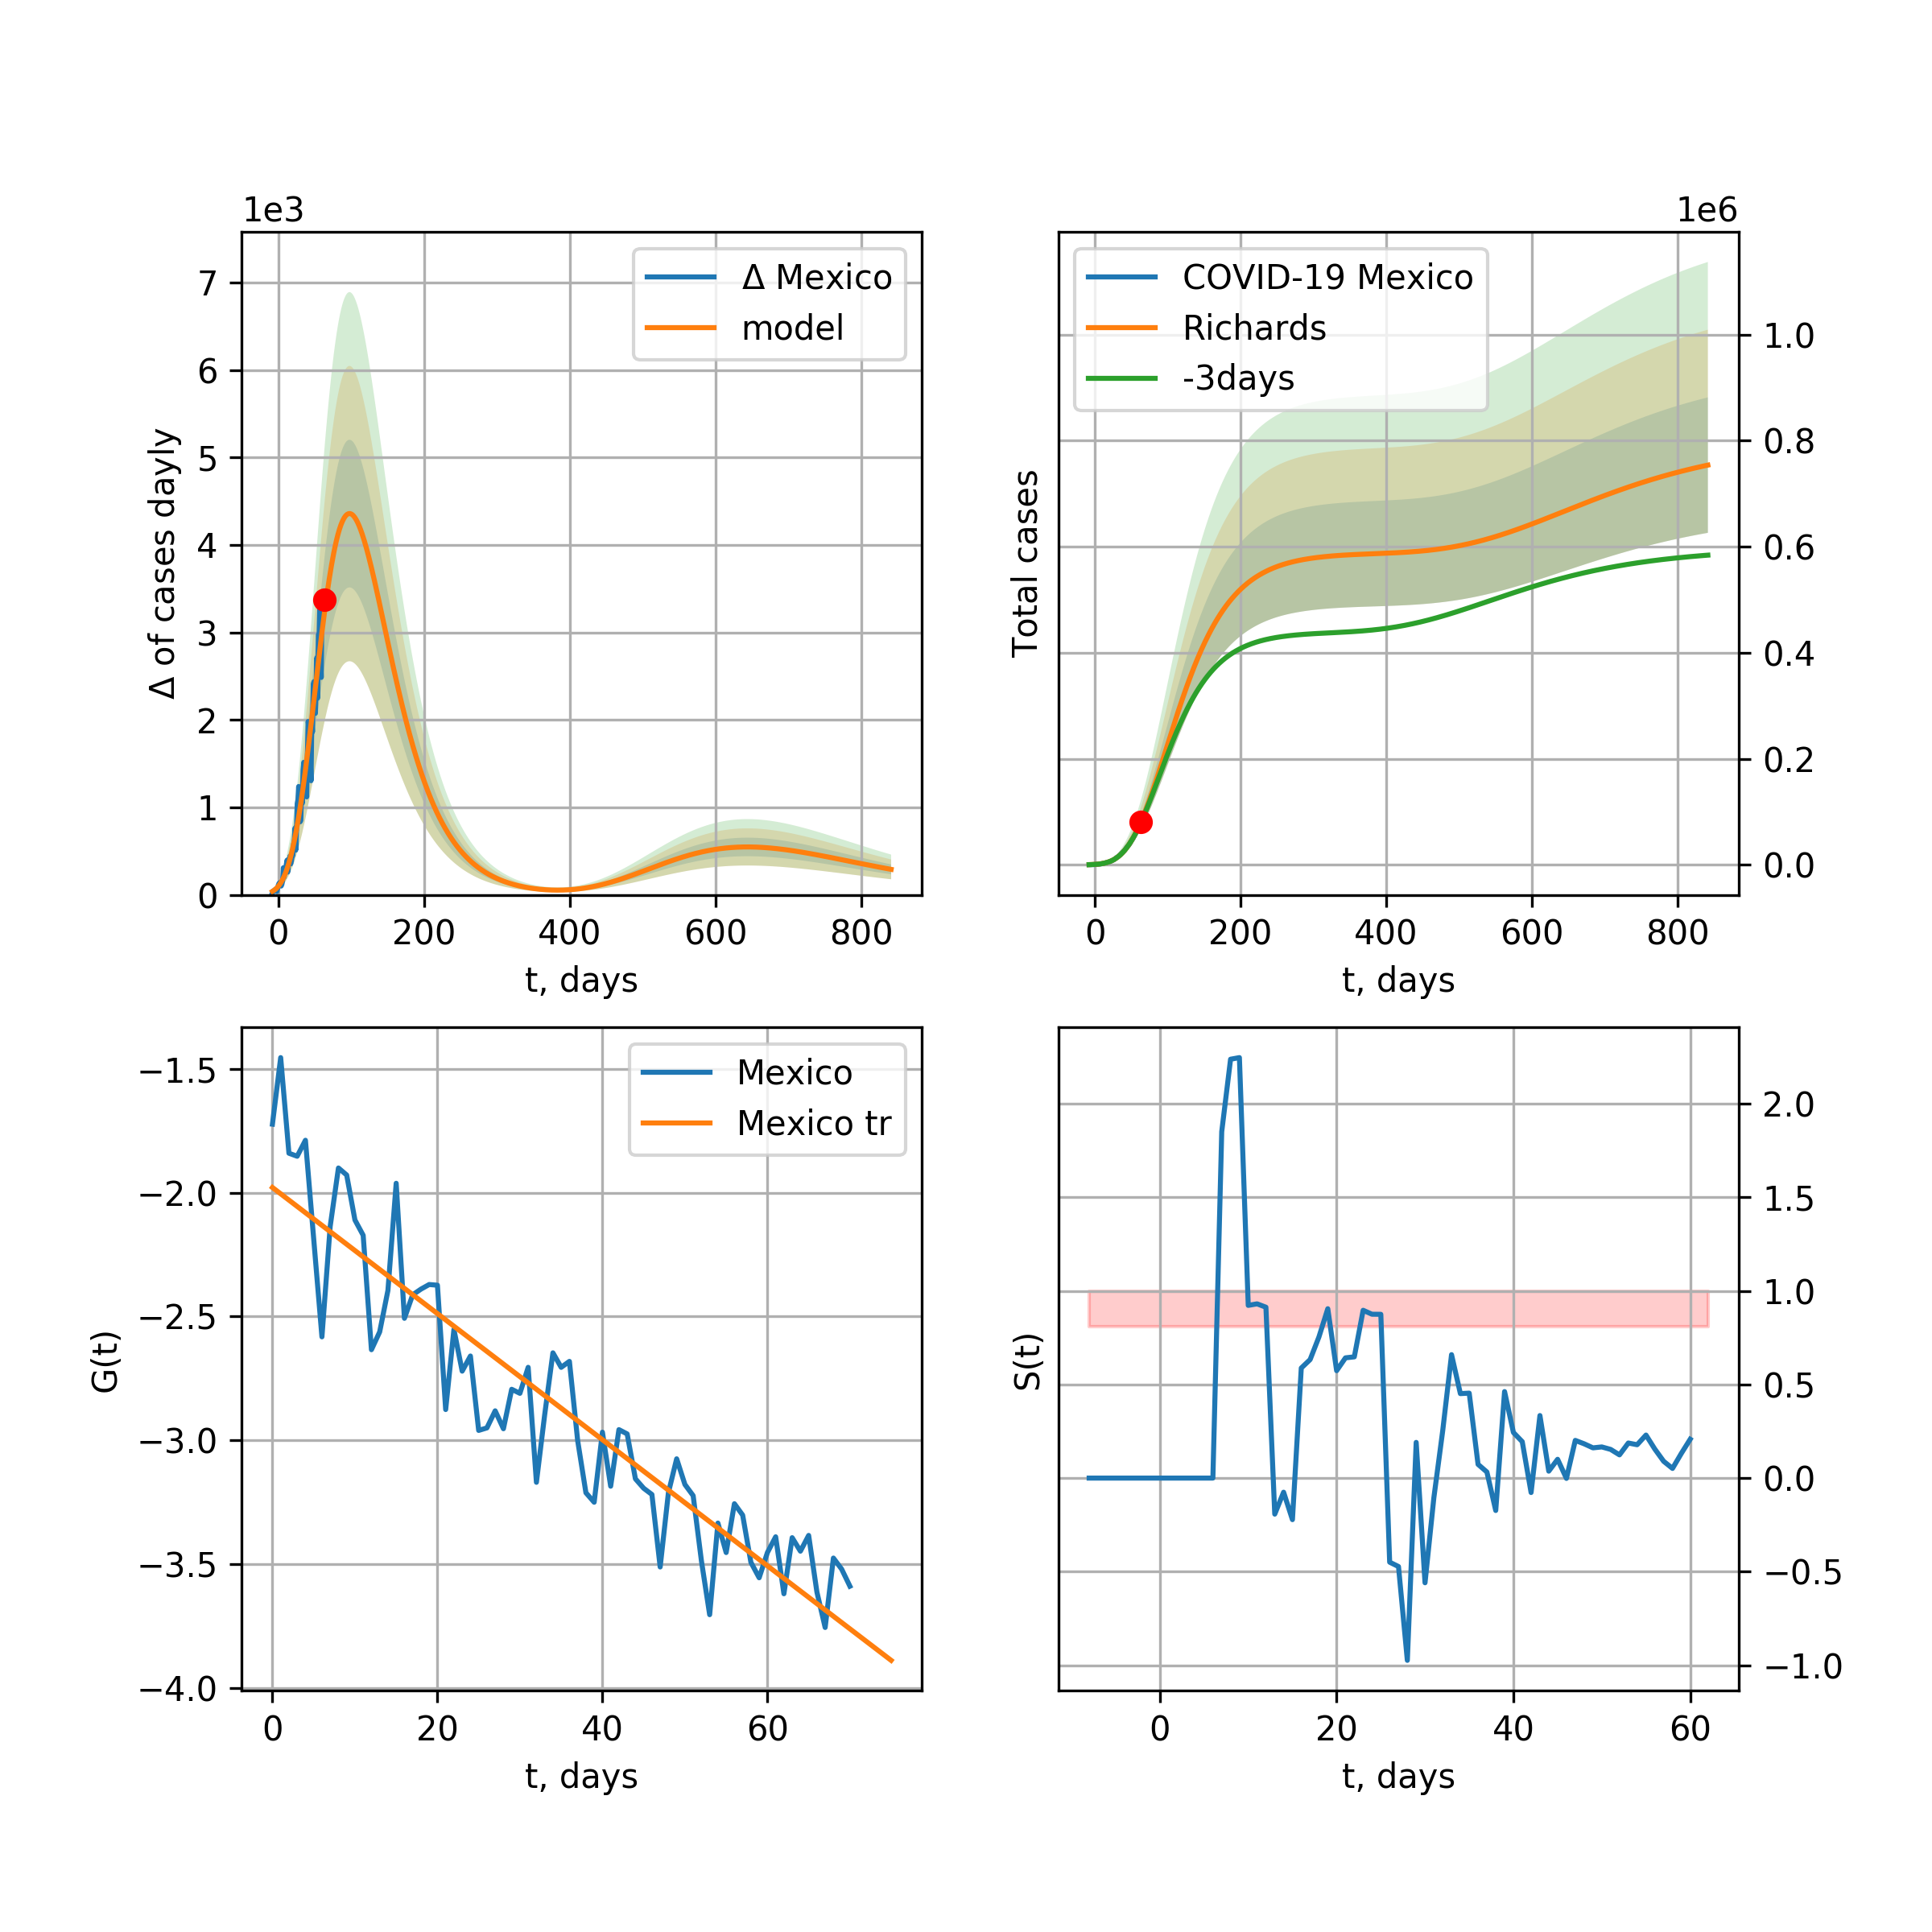 1e3
7
6
5
4
3
2
1
0
Δ of cases dayly
Δ Mexico
model
0 200 400 600 800
t, days
1e6
COVID-19 Mexico
Richards
-3days
1.0
0.8
0.6
0.4
0.2
0.0
Total cases
0 200 400 600 800
t, days
−1.5
−2.0
−2.5
−3.0
−3.5
−4.0
G(t)
Mexico
Mexico tr
0 20 40 60
t, days
2.0
1.5
1.0
0.5
0.0
−0.5
−1.0
S(t)
0 20 40 60
t, days